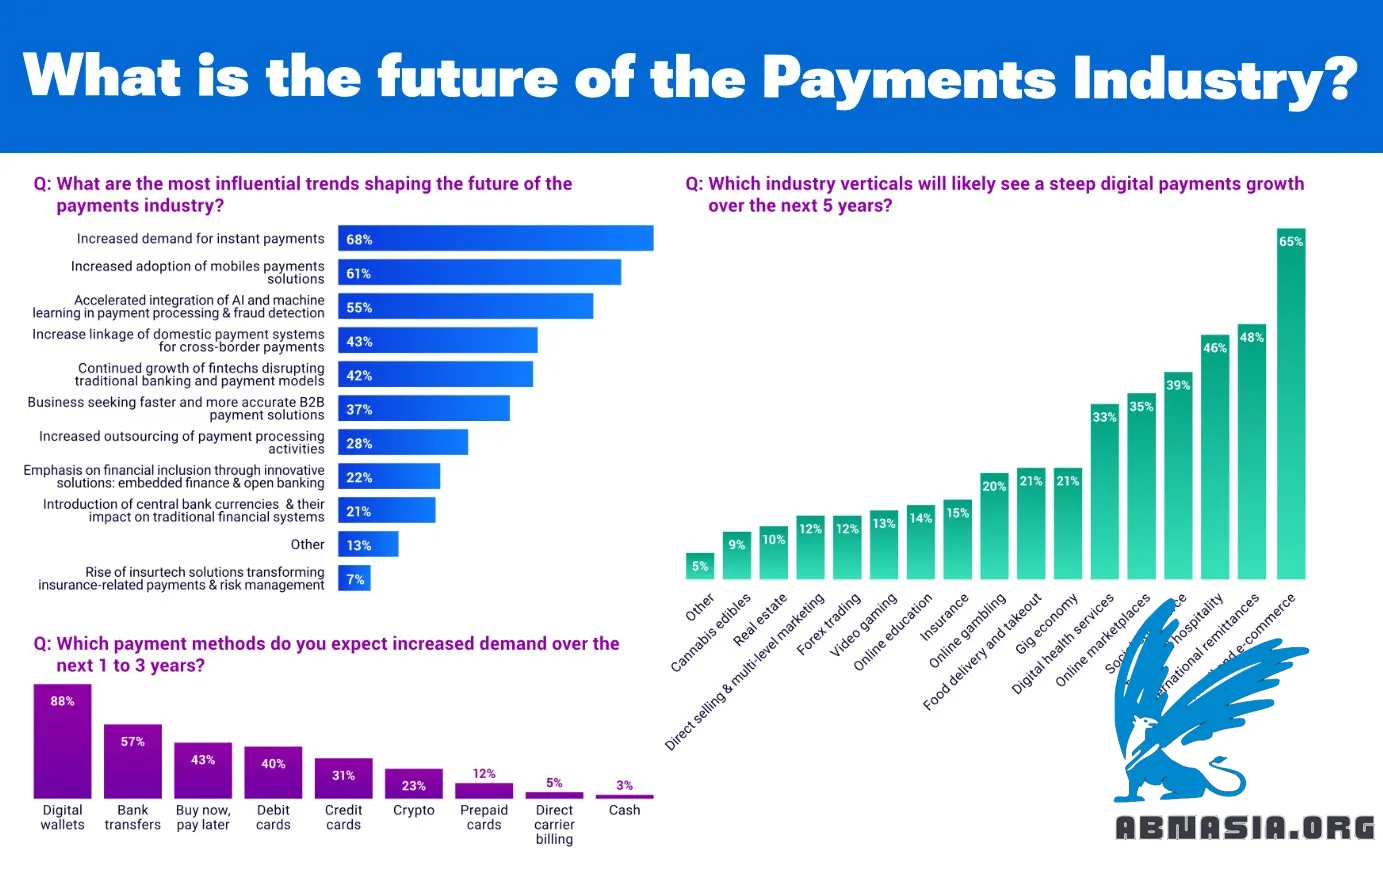 What is the future of the Payments Industry?
Q: What are the most influential trends shaping the future of the
payments industry?
Increased demand for instant payments
68%
Increased adoption of mobiles payments
solutions
61%
Accelerated integration of AI and machine
learning in payment processing & fraud detection
55%
Increase linkage of domestic payment systems
for cross-border payments
43%
Continued growth of fintechs disrupting
traditional banking and payment models
42%
Business seeking faster and more accurate B2B
payment solutions
37%
Increased outsourcing of payment processing
activities
28%
Emphasis on financial inclusion through innovative
solutions: embedded finance & open banking
22%
Introduction of central bank currencies & their
impact on traditional financial systems
21%
Other
13%
Rise of insurtech solutions transforming
insurance-related payments & risk management
7%
Q: Which payment methods do you expect increased demand over the
next 1 to 3 years?
88%
57%
43%
40%
31%
23%
12%
5%
3%
Digital
wallets
Bank
transfers
Buy now,
pay later
Debit
cards
Credit
cards
Crypto
Prepaid
cards
Direct
carrier
billing
Cash
Q: Which industry verticals will likely see a steep digital payments growth
over the next 5 years?
5%
9%
10%
12%
12%
13%
14%
15%
20%
21%
21%
33%
35%
39%
46%
48%
65%
Other
Cannabis edibles
Real estate
Direct selling & multi-level marketing
Forex trading
Video gaming
Online education
Insurance
Online gambling
Food delivery and takeout
Gig economy
Digital health services
Online marketplaces
hospitality
remittances
e-commerce
ABNASIA.ORG